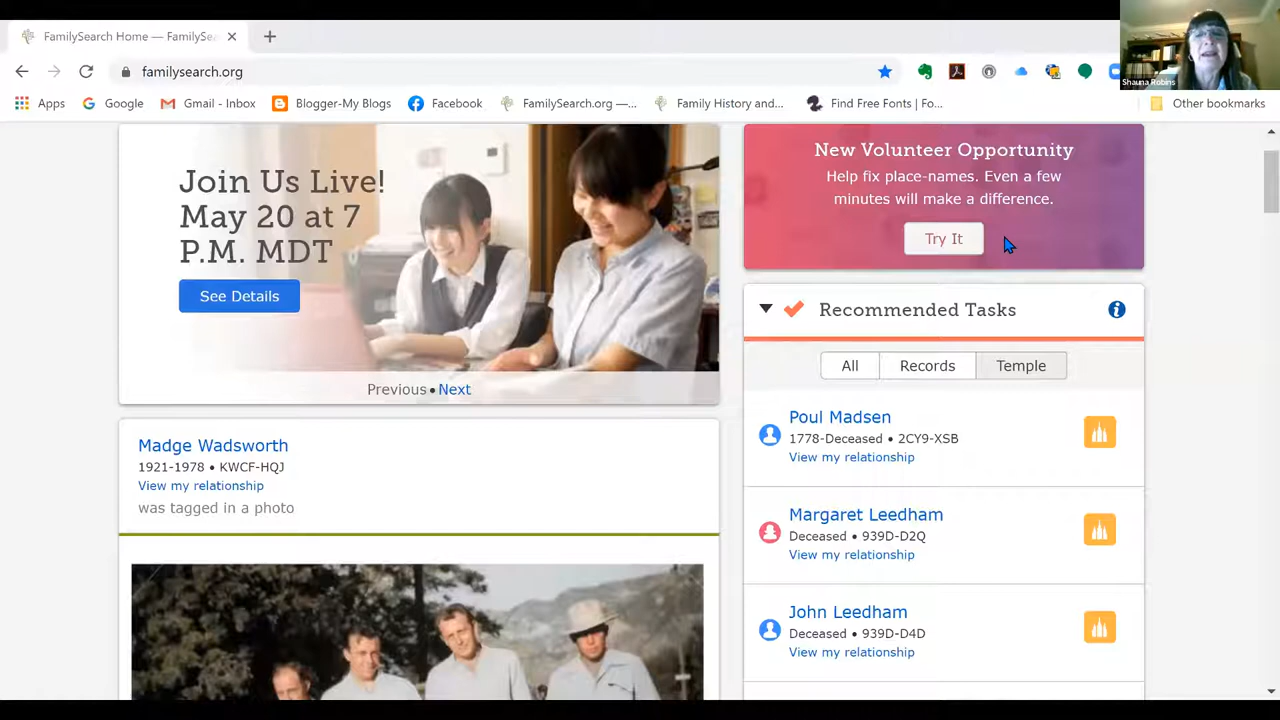 FamilySearch Home — FamilySea
familysearch.org
Shauna Robins
Apps
Google
Gmail - Inbox
Blogger-My Blogs
Facebook
FamilySearch.org —...
Family History and...
Find Free Fonts | Fo...
Other bookmarks
Join Us Live!
May 20 at 7
P.M. MDT
See Details
Previous • Next
New Volunteer Opportunity
Help fix place-names. Even a few
minutes will make a difference.
Try It
Madge Wadsworth
1921-1978 • KWCF-HQJ
View my relationship
was tagged in a photo
Recommended Tasks
All Records Temple
Poul Madsen
1778-Deceased • 2CY9-XSB
View my relationship
Margaret Leedham
Deceased • 939D-D2Q
View my relationship
John Leedham
Deceased • 939D-D4D
View my relationship